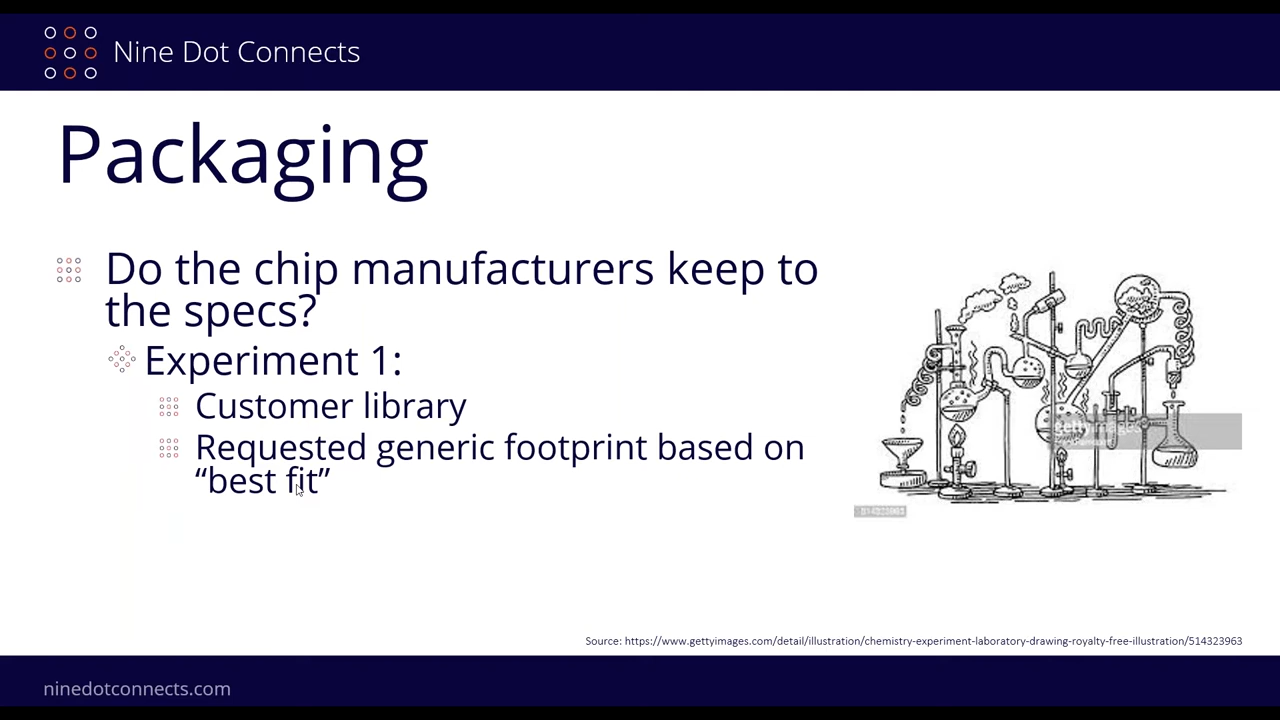 Nine Dot Connects
Packaging
Do the chip manufacturers keep to
the specs?
Experiment 1:
Customer library
Requested generic footprint based on
“best fit”
gettyimages
514323963
Source: https://www.gettyimages.com/detail/illustration/chemistry-experiment-laboratory-drawing-royalty-free-illustration/514323963
ninedotconnects.com